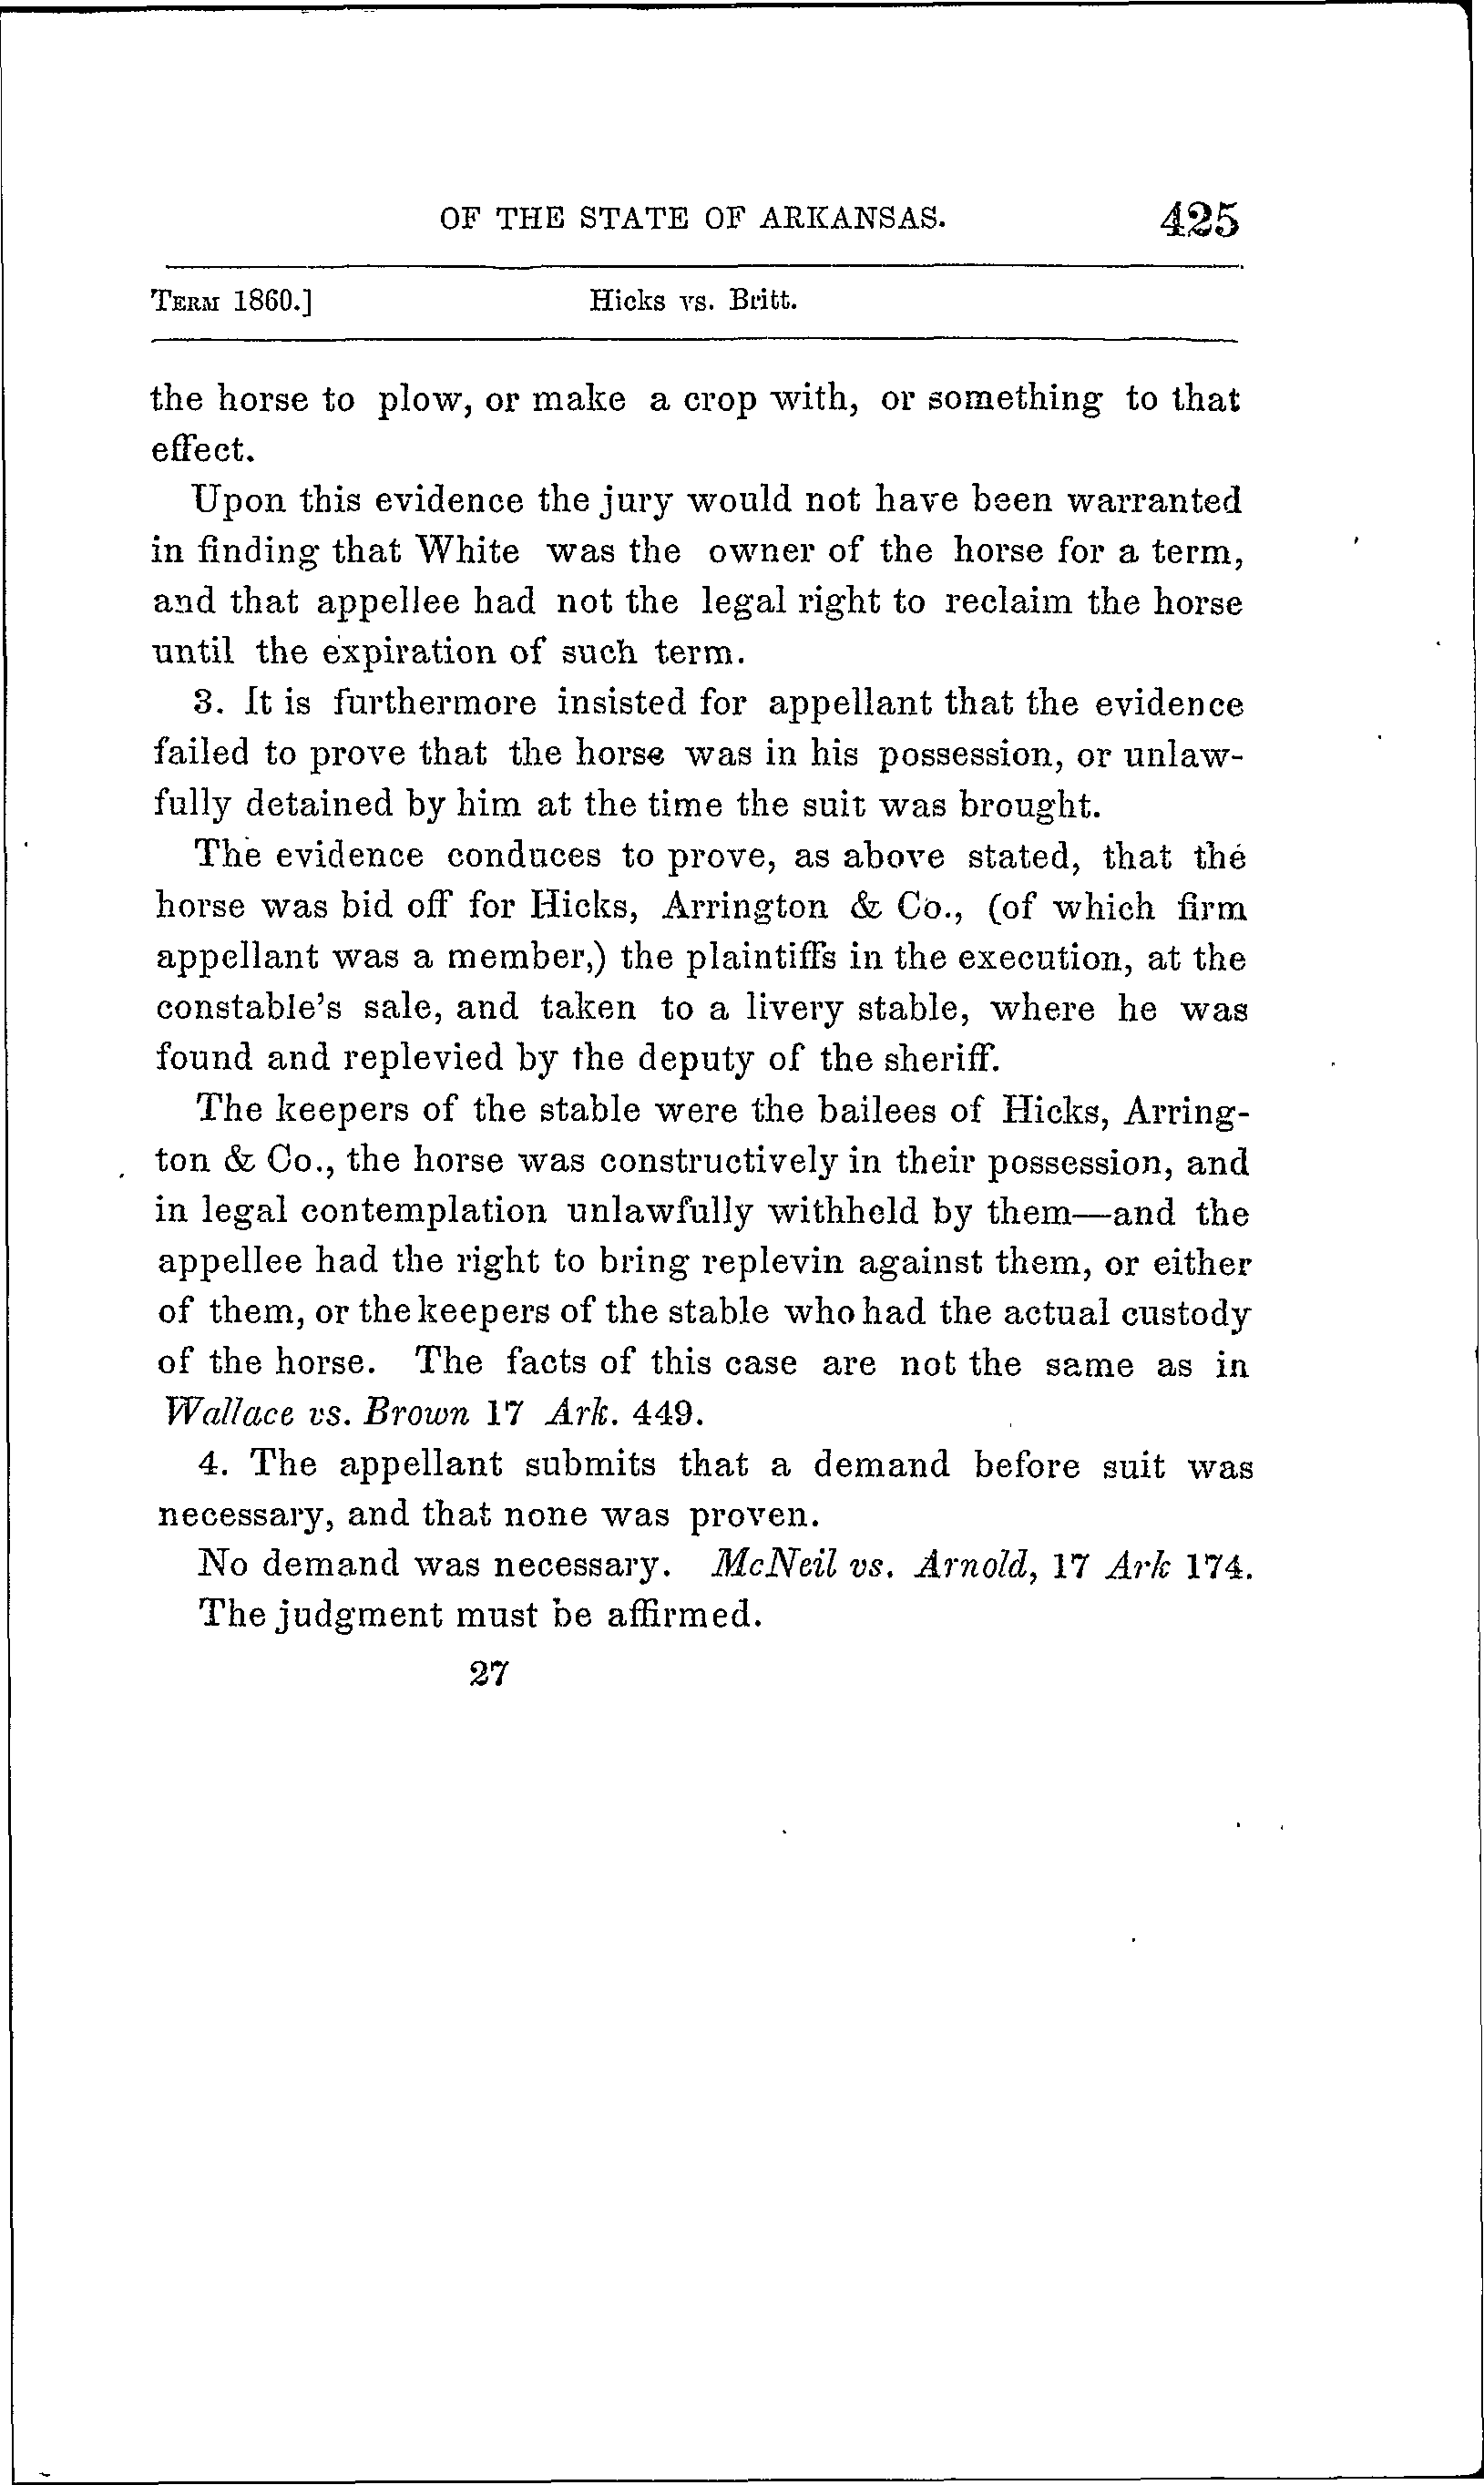 OF THE STATE OF ARKANSAS. 425
TERM 1860.] Hicks vs. Britt.
the horse to plow, or make a crop with, or something to that
effect.
Upon this evidence the jury would not have been warranted
in finding that White was the owner of the horse for a term,
and that appellee had not the legal right to reclaim the horse
until the expiration of such term.
3. It is furthermore insisted for appellant that the evidence
failed to prove that the horse was in his possession, or unlaw-
fully detained by him at the time the suit was brought.
The evidence conduces to prove, as above stated, that the
horse was bid off for Hicks, Arrington & Co., (of which firm
appellant was a member,) the plaintiffs in the execution, at the
constable's sale, and taken to a livery stable, where he was
found and replevied by the deputy of the sheriff.
The keepers of the stable were the bailees of Hicks, Arring-
ton & Co., the horse was constructively in their possession, and
in legal contemplation unlawfully withheld by them—and the
appellee had the right to bring replevin against them, or either
of them, or the keepers of the stable who had the actual custody
of the horse. The facts of this case are not the same as in
Wallace vs. Brown 17 Ark. 449.
4. The appellant submits that a demand before suit was
necessary, and that none was proven.
No demand was necessary. McNeil vs. Arnold, 17 Ark 174.
The judgment must be affirmed.
27